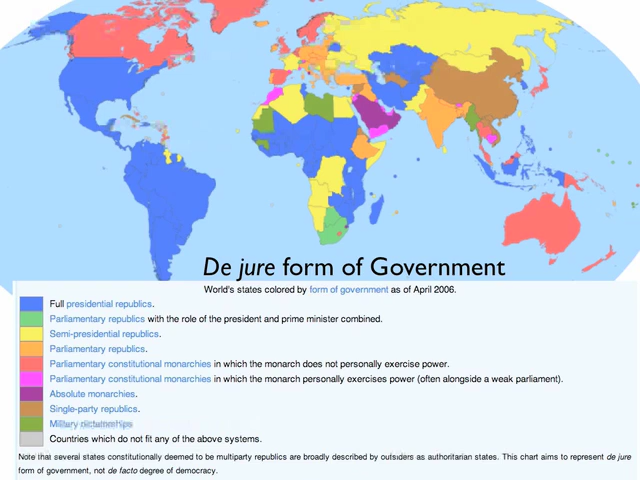 De jure form of Government
World's states colored by form of government as of April 2006.
Full presidential republics.
Parliamentary republics with the role of the president and prime minister combined.
Semi-presidential republics.
Parliamentary republics.
Parliamentary constitutional monarchies in which the monarch does not personally exercise power.
Parliamentary constitutional monarchies in which the monarch personally exercises power (often alongside a weak parliament).
Absolute monarchies.
Single-party republics.
Military dictatorships
Countries which do not fit any of the above systems.
Note that several states constitutionally deemed to be multiparty republics are broadly described by outsiders as authoritarian states. This chart aims to represent de jure
form of government, not de facto degree of democracy.